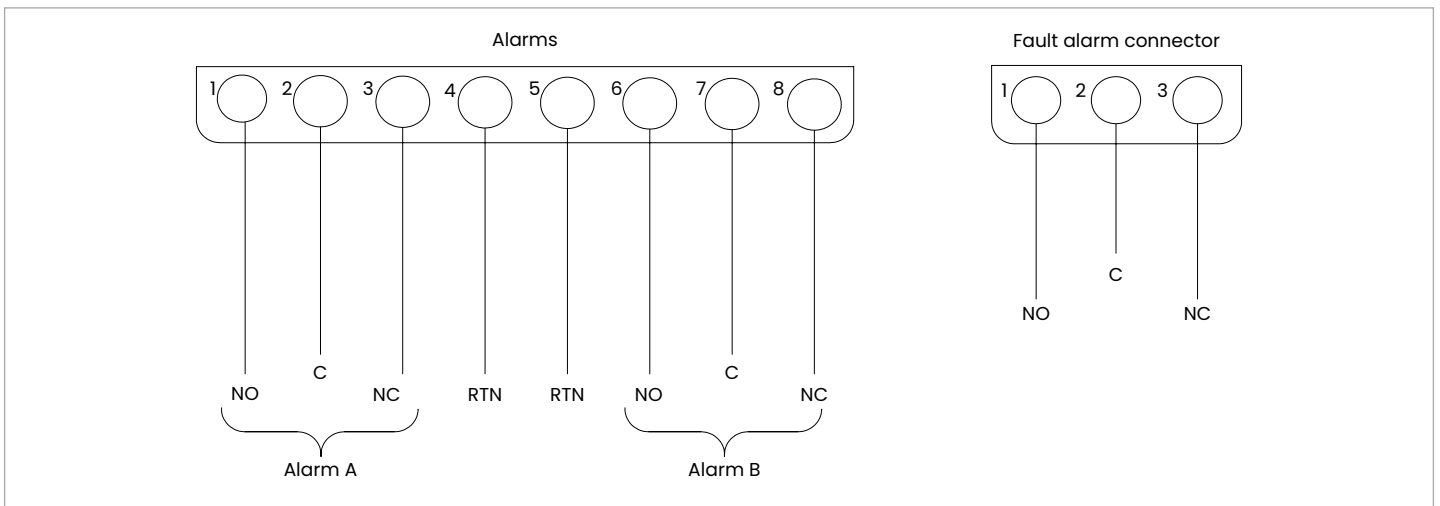 Alarms
1 2 3 4 5 6 7 8
NO C NC RTN RTN NO C NC
Alarm A Alarm B
Fault alarm connector
1 2 3
NO C NC